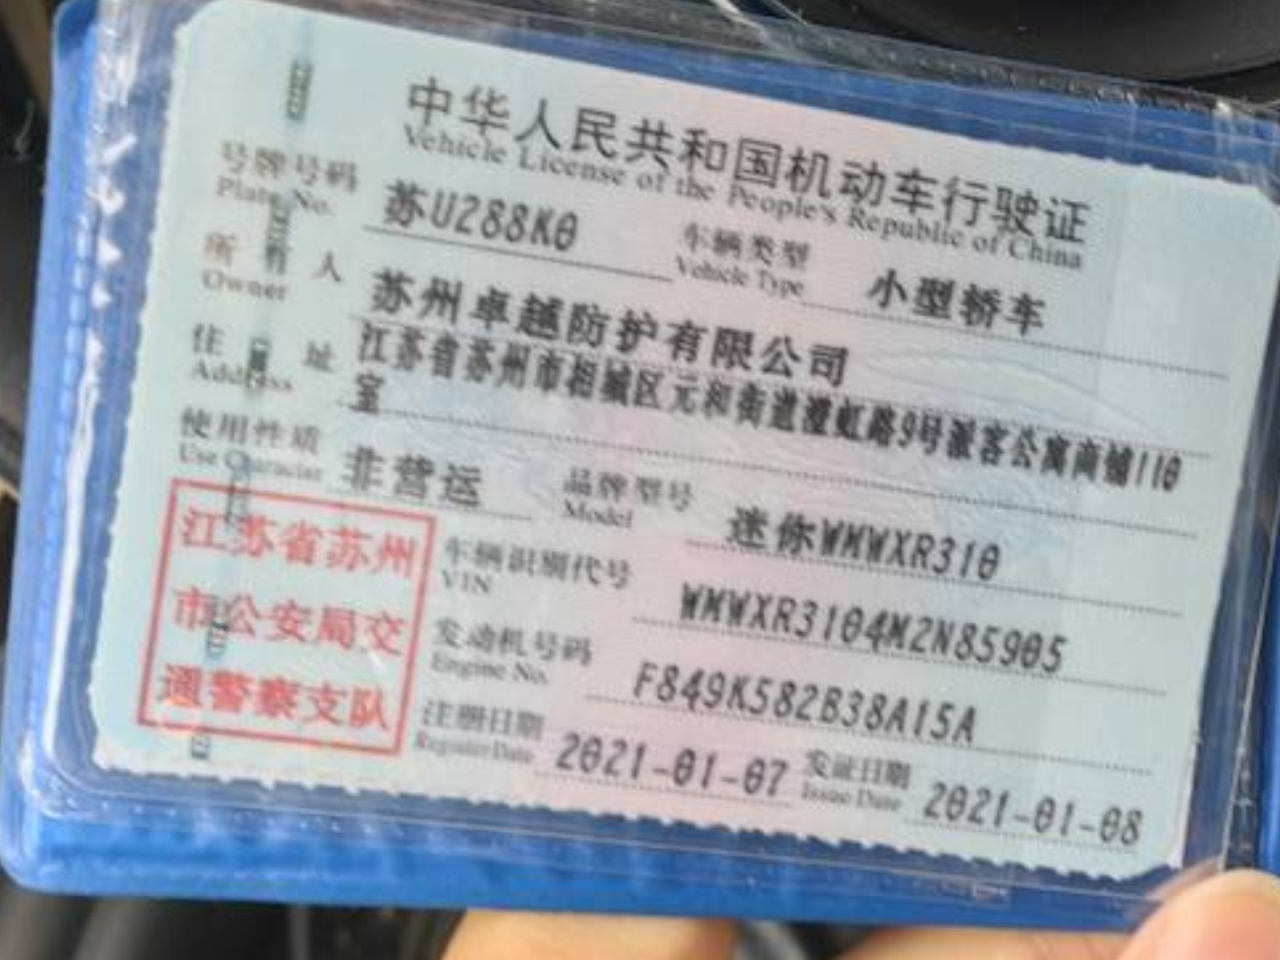 中华人民共和国机动车行驶证
Vehicle License of the People's Republic of China
号牌号码 苏U288K0 车辆类型 小型轿车
Plate No. Vehicle Type
所有人 苏州卓越防护有限公司
Owner
住址 江苏省苏州市相城区元和街道澄虹路9号派客公寓商铺110
Address 室
使用性质 非营运 品牌型号 迷你WMWXR310
Use Character Model
江苏省苏州
市公安局交
通警察支队
车辆识别代号 WMWXR3104M2N85905
VIN
发动机号码 F849K582B38A15A
Engine No.
注册日期 2021-01-07 发证日期 2021-01-08
Register Date Issue Date